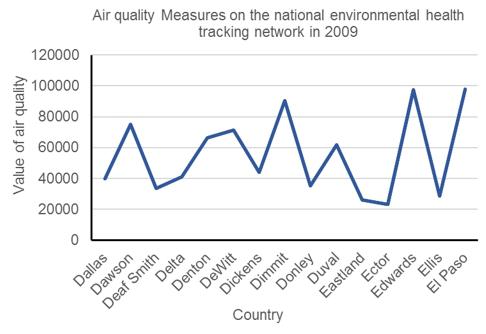 Air quality Measures on the national environmental health
tracking network in 2009
120000
100000
80000
60000
40000
20000
0
Value of air quality
Dallas
Dawson
Deaf Smith
Delta
Denton
DeWitt
Dickens
Dimmit
Donley
Duval
Eastland
Ector
Edwards
Ellis
El Paso
Country